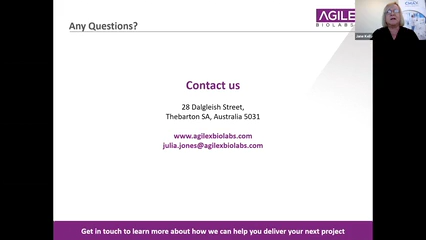 Any Questions?
AGILEX
BIOLABS
Contact us
28 Dalgleish Street,
Thebarton SA, Australia 5031
www.agilexbiolabs.com
julia.jones@agilexbiolabs.com
Get in touch to learn more about how we can help you deliver your next project